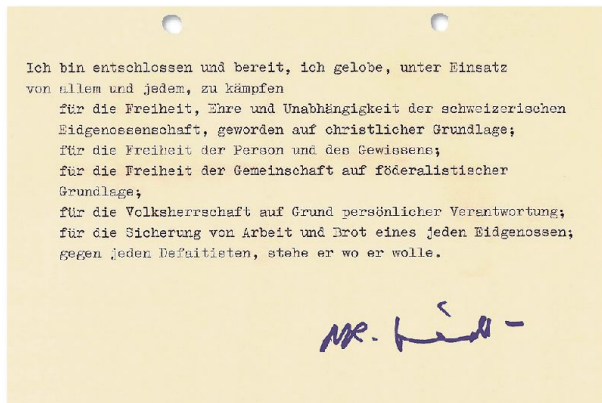 Ich bin entschlossen und bereit, ich gelobe, unter Einsatz
von allem und jedem, zu kämpfen
für die Freiheit, Ehre und Unabhängigkeit der schweizerischen
Eidgenossenschaft, geworden auf christlicher Grundlage;
für die Freiheit der Person und des Gewissens;
für die Freiheit der Gemeinschaft auf föderalistischer
Grundlage;
für die Volksherrschaft auf Grund persönlicher Verantwortung;
für die Sicherung von Arbeit und Brot eines jeden Eidgenossen;
gegen jeden Defaitisten, stehe er wo er wolle.